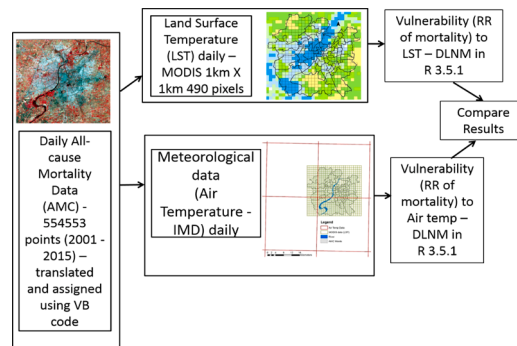 Daily All-
cause
Mortality
Data
(AMC) -
554553
points (2001 -
2015) –
translated
and assigned
using VB
code
Land Surface
Temperature
(LST) daily –
MODIS 1km X
1km 490 pixels
Vulnerability (RR
of mortality) to
LST – DLNM in
R 3.5.1
Meteorological
data
(Air
Temperature -
IMD) daily
Legend
Vulnerability
(RR of
mortality) to
Air temp –
DLNM in
R 3.5.1
Compare
Results